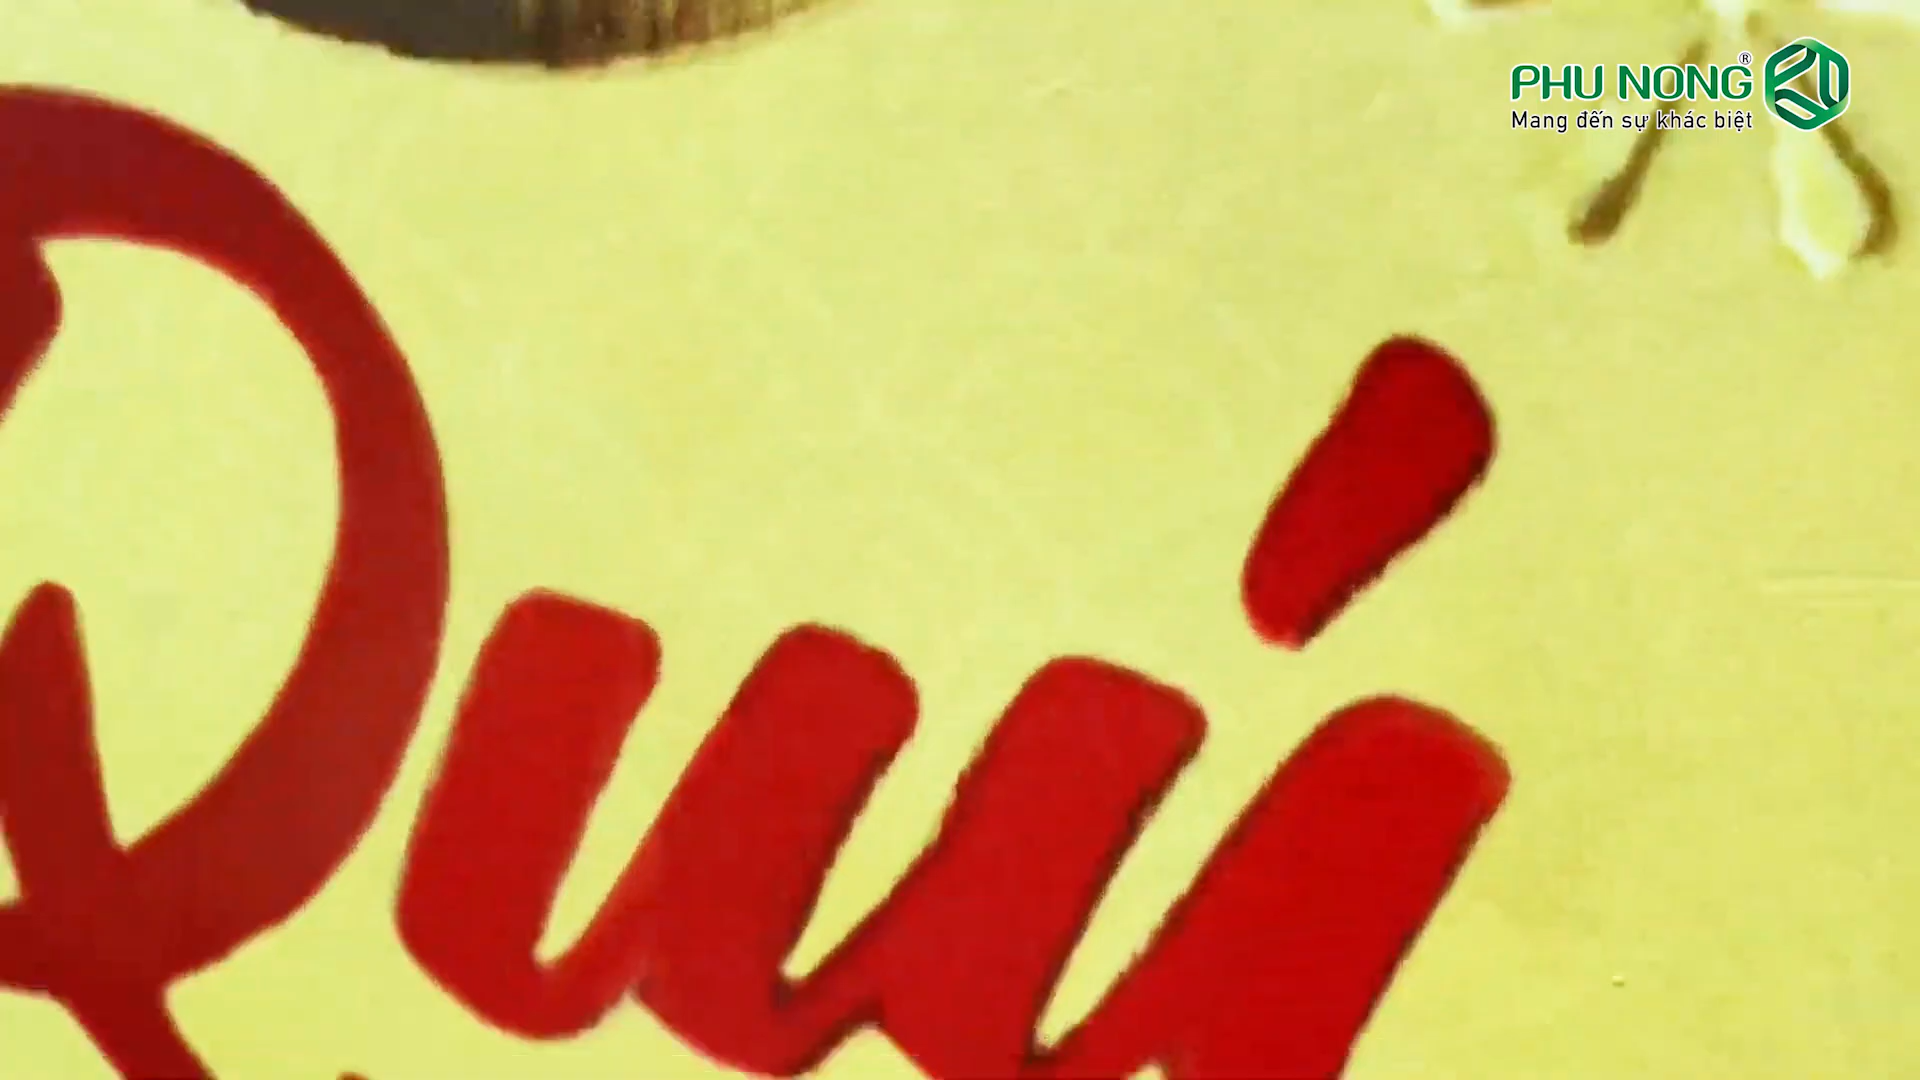 PHU NONG®
Mang đến sự khác biệt
Quý